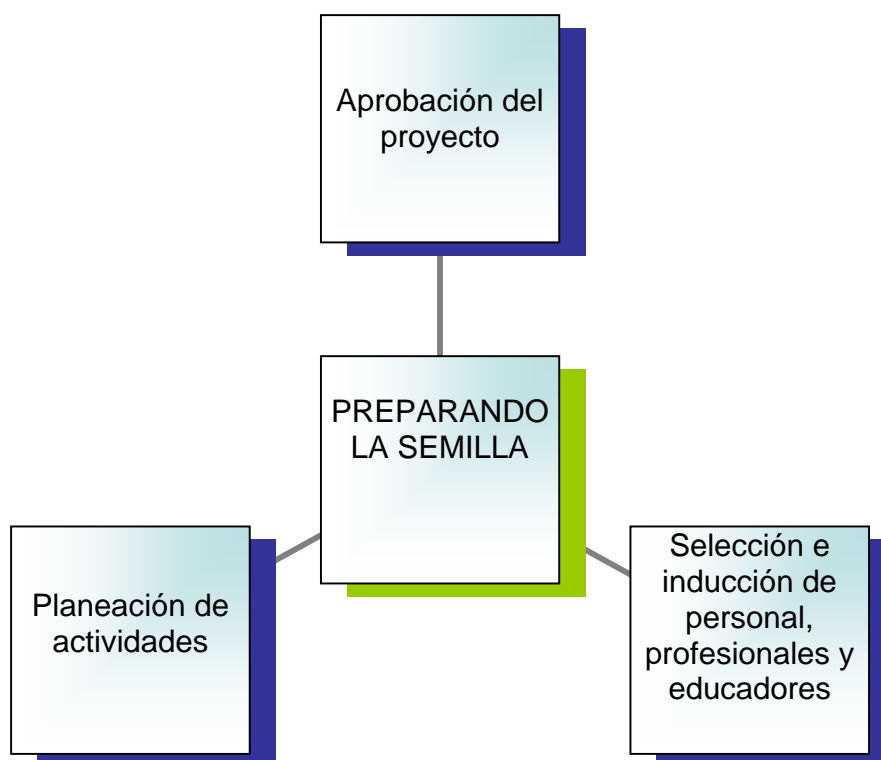 Aprobación del
proyecto
PREPARANDO
LA SEMILLA
Planeación de
actividades
Selección e
inducción de
personal,
profesionales y
educadores